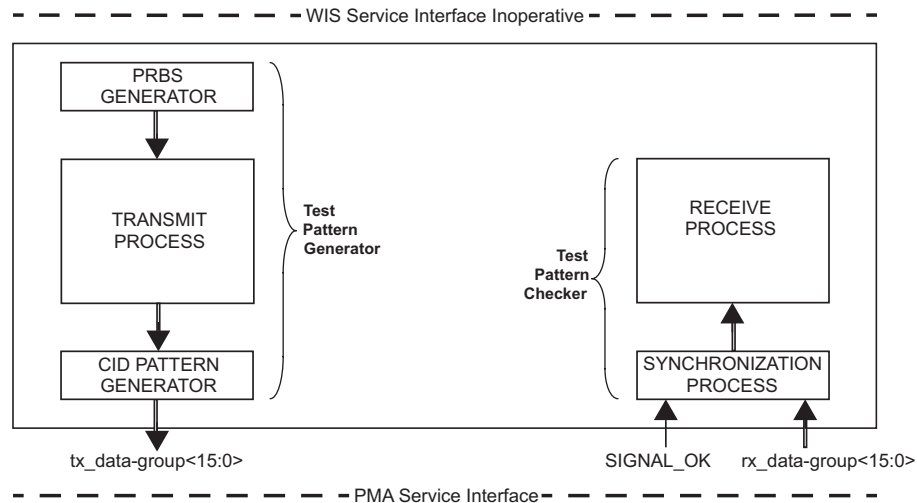 WIS Service Interface Inoperative
PRBS
GENERATOR
TRANSMIT
PROCESS
CID PATTERN
GENERATOR
Test
Pattern
Generator
Test
Pattern
Checker
RECEIVE
PROCESS
SYNCHRONIZATION
PROCESS
tx_data-group<15:0>
SIGNAL_OK
rx_data-group<15:0>
PMA Service Interface